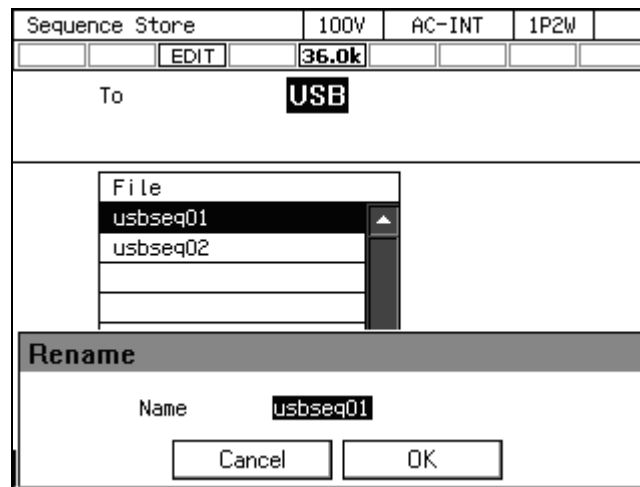 Sequence Store 100V AC-INT 1P2W
EDIT 36.0k
To USB
File
usbseq01
usbseq02
Rename
Name usbseq01
Cancel OK